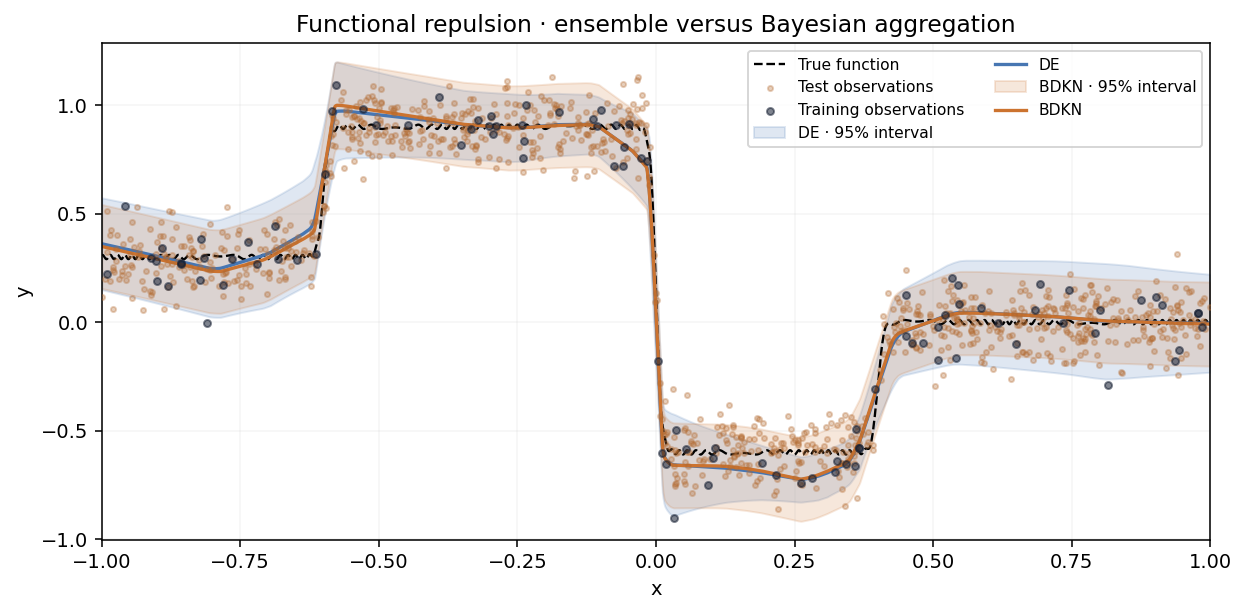 Functional repulsion · ensemble versus Bayesian aggregation
True function
Test observations
Training observations
DE · 95% interval
DE
BDKN · 95% interval
BDKN
y
1.0
0.5
0.0
−0.5
−1.0
−1.00 −0.75 −0.50 −0.25 0.00 0.25 0.50 0.75 1.00
x